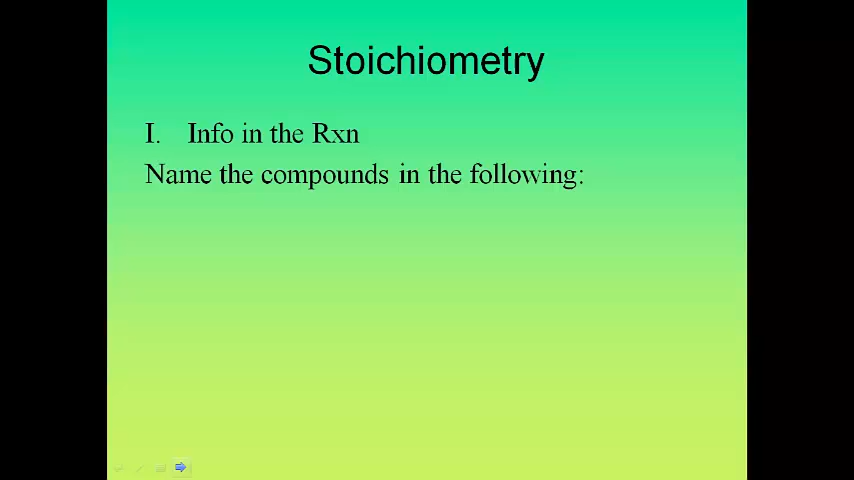 Stoichiometry
I. Info in the Rxn
Name the compounds in the following: